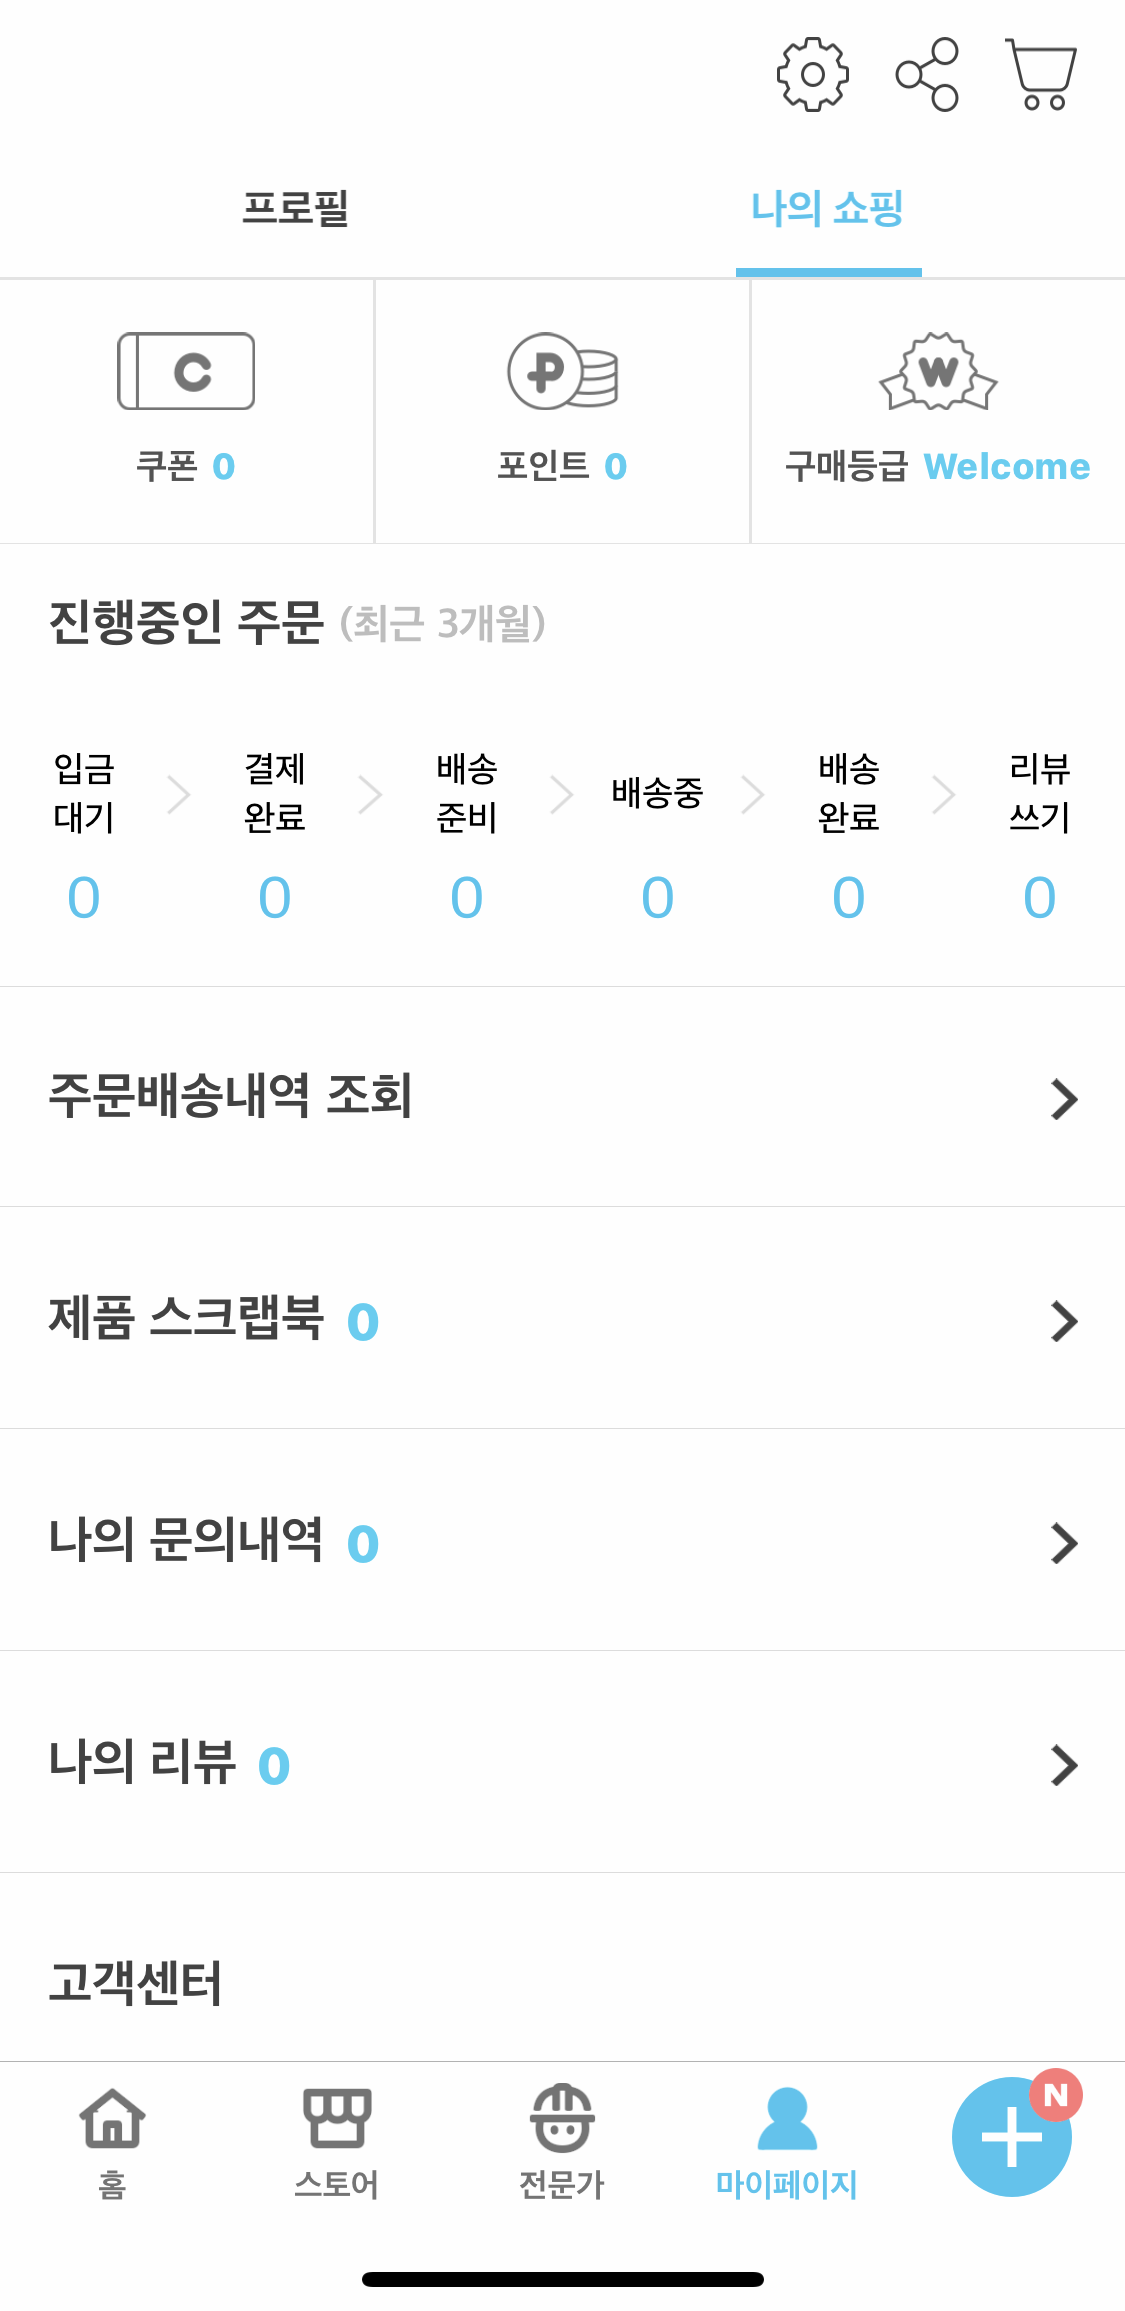 프로필 나의 쇼핑
C P W
쿠폰 0 포인트 0 구매등급 Welcome
진행중인 주문 (최근 3개월)
입금 결제 배송 배송중 배송 리뷰
대기 완료 준비 완료 쓰기
0 0 0 0 0 0
주문배송내역 조회
제품 스크랩북 0
나의 문의내역 0
나의 리뷰 0
고객센터
N
홈 스토어 전문가 마이페이지